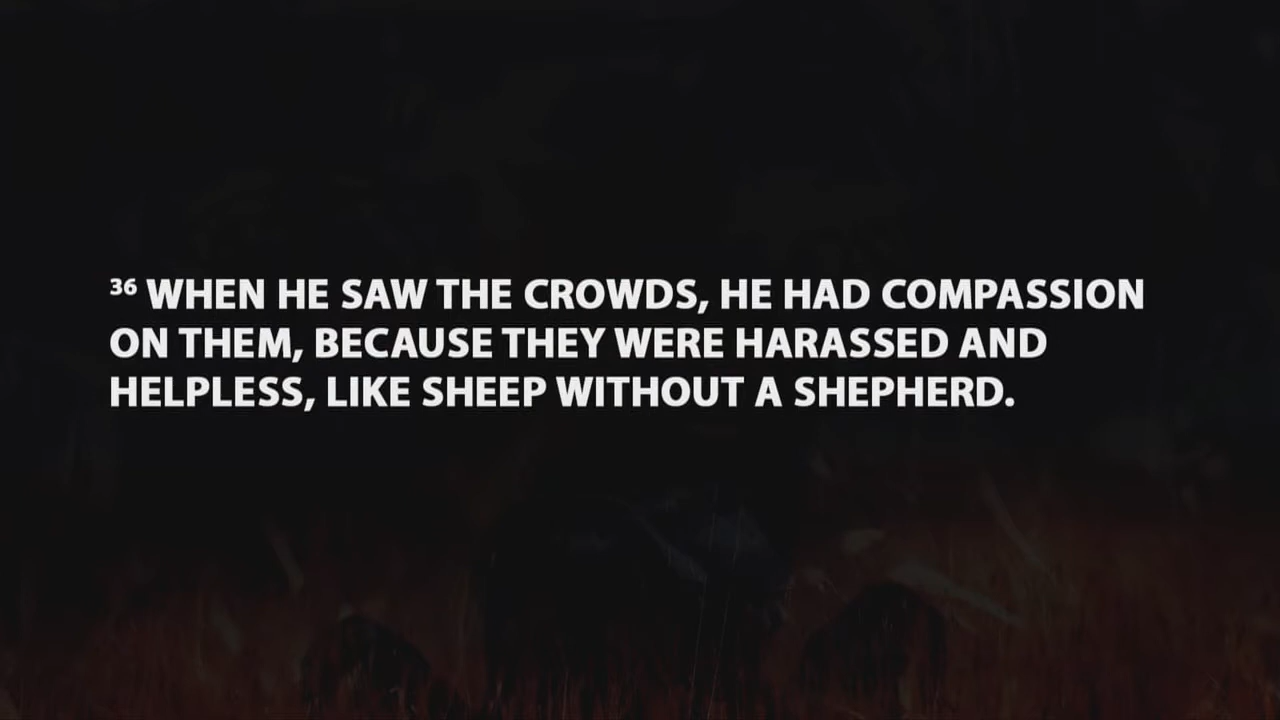 ³⁶ WHEN HE SAW THE CROWDS, HE HAD COMPASSION
ON THEM, BECAUSE THEY WERE HARASSED AND
HELPLESS, LIKE SHEEP WITHOUT A SHEPHERD.